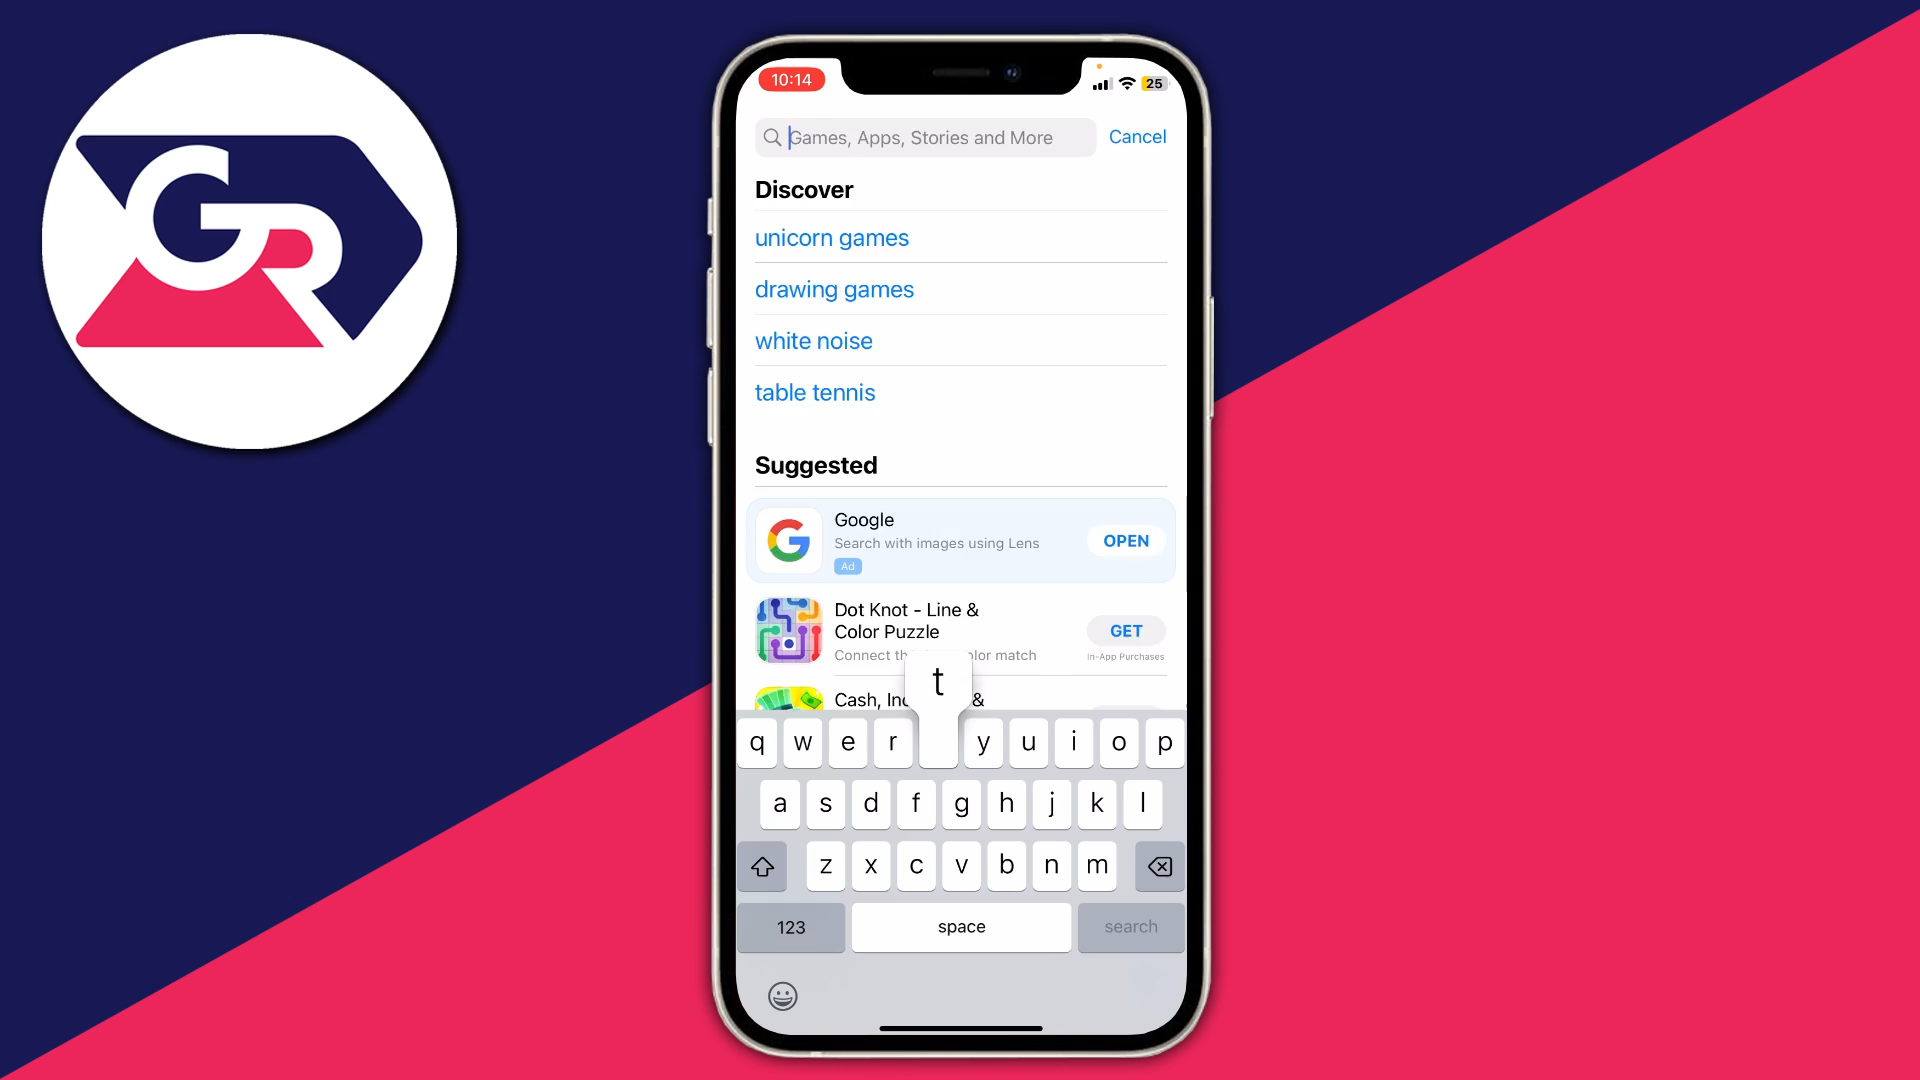 GR
10:14
25
Games, Apps, Stories and More
Cancel
Discover
unicorn games
drawing games
white noise
table tennis
Suggested
Google
Search with images using Lens
Ad
OPEN
Dot Knot - Line &
Color Puzzle
GET
Connect th olor match
In-App Purchases
Cash, Inc &
t
q w e r y u i o p
a s d f g h j k l
z x c v b n m
123
space
search